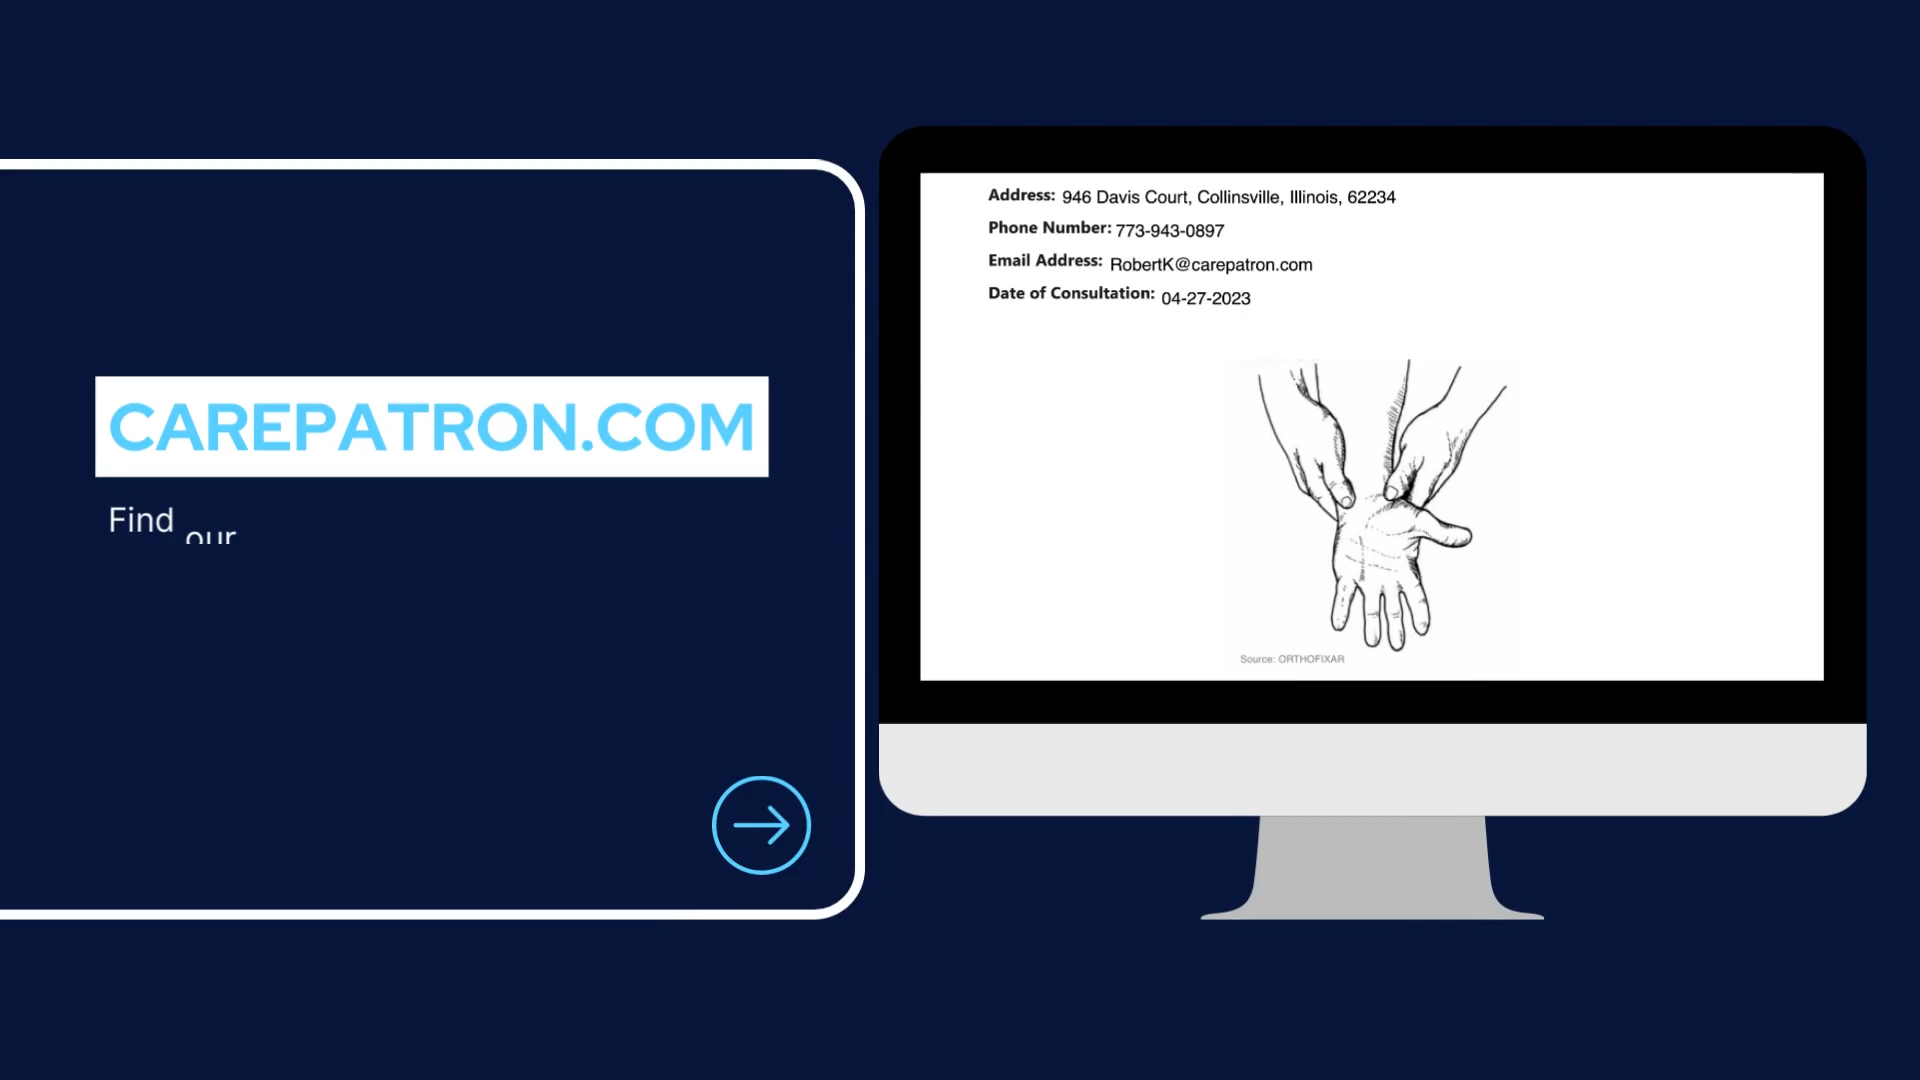 CAREPATRON.COM
Find our
Address: 946 Davis Court, Collinsville, Illinois, 62234
Phone Number: 773-943-0897
Email Address: RobertK@carepatron.com
Date of Consultation: 04-27-2023
Source: ORTHOFIXAR